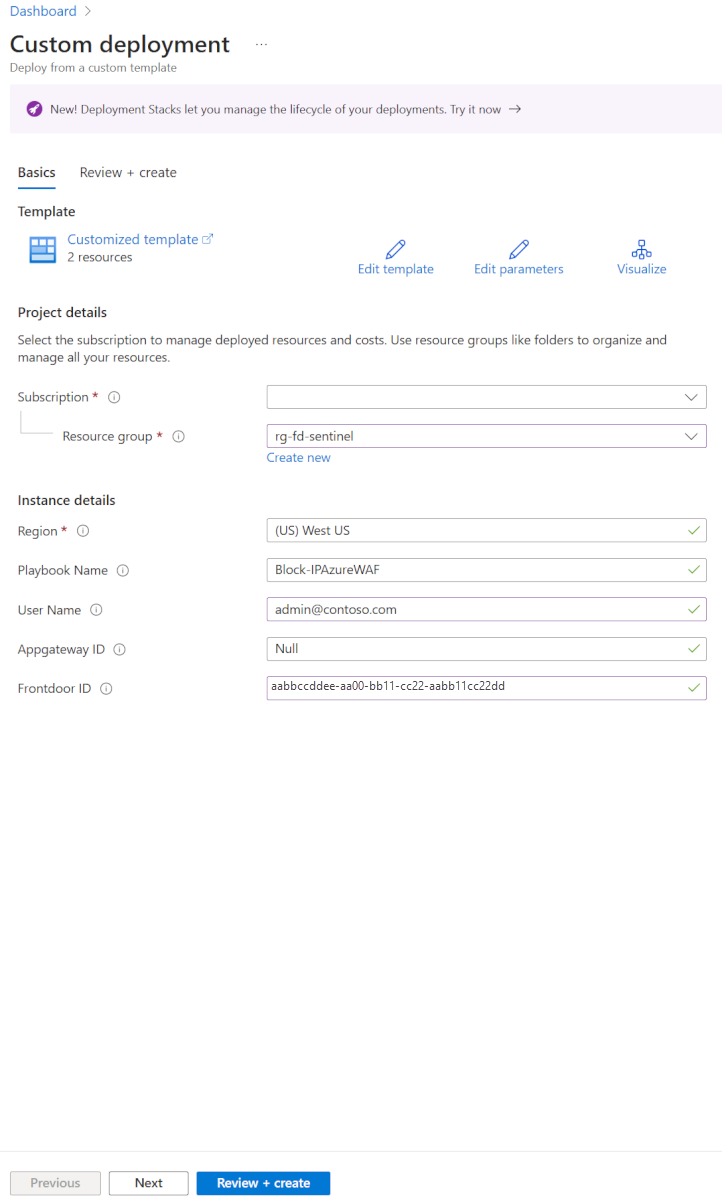 Dashboard >
Custom deployment ...
Deploy from a custom template
New! Deployment Stacks let you manage the lifecycle of your deployments. Try it now →
Basics Review + create
Template
Customized template
2 resources
Edit template Edit parameters Visualize
Project details
Select the subscription to manage deployed resources and costs. Use resource groups like folders to organize and
manage all your resources.
Subscription *
Resource group * rg-fd-sentinel
Create new
Instance details
Region * (US) West US
Playbook Name Block-IPAzureWAF
User Name admin@contoso.com
Appgateway ID Null
Frontdoor ID aabbccddee-aa00-bb11-cc22-aabb11cc22dd
Previous Next Review + create